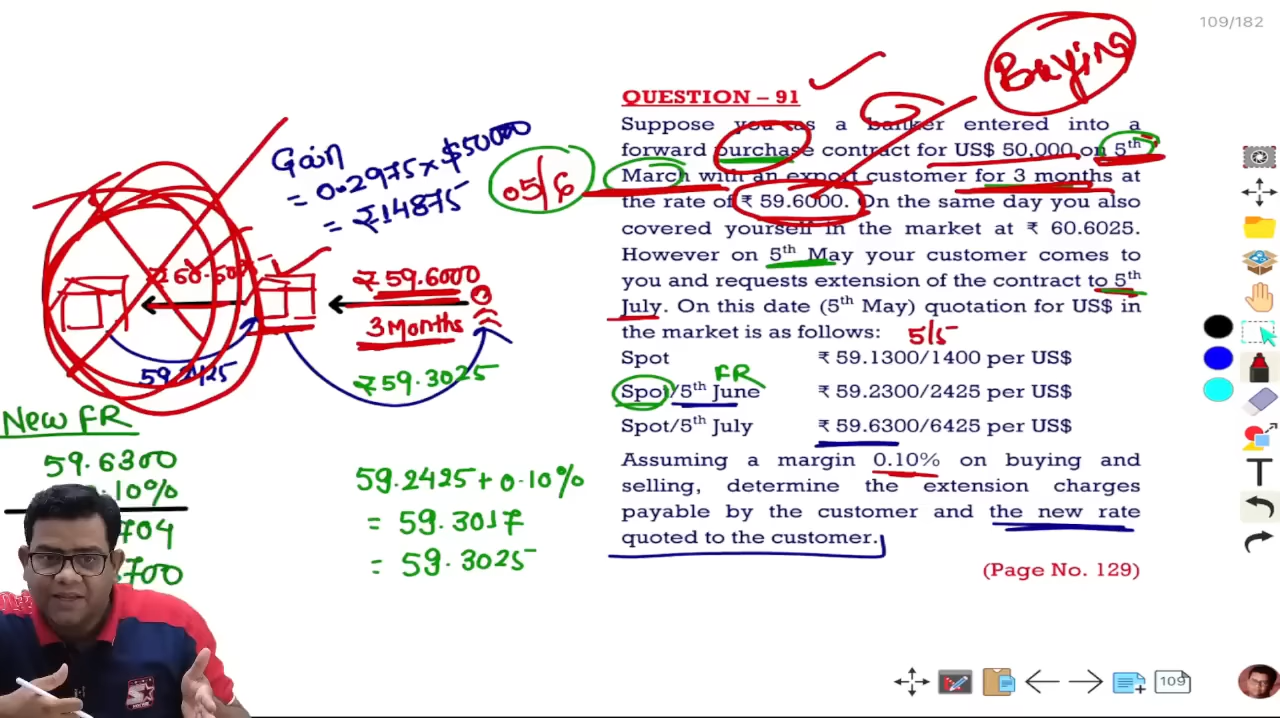 109/182
Buying
QUESTION – 91
Suppose you as a banker entered into a
forward purchase contract for US$ 50,000 on 5th
March with an export customer for 3 months at
the rate of ₹ 59.6000. On the same day you also
covered yourself in the market at ₹ 60.6025.
However on 5th May your customer comes to
you and requests extension of the contract to 5th
July. On this date (5th May) quotation for US$ in
the market is as follows: 5/5
Spot ₹ 59.1300/1400 per US$
FR
Spot/5th June ₹ 59.2300/2425 per US$
Spot/5th July ₹ 59.6300/6425 per US$
Assuming a margin 0.10% on buying and
selling, determine the extension charges
payable by the customer and the new rate
quoted to the customer.
(Page No. 129)
Gain
= 0.2975 x $50000
= ₹14875
05/6
₹59.6000
3 Months
₹59.3025
59.2425
New FR
59.6300
.10%
704
700
59.2425 + 0.10%
= 59.3017
= 59.3025
T
109